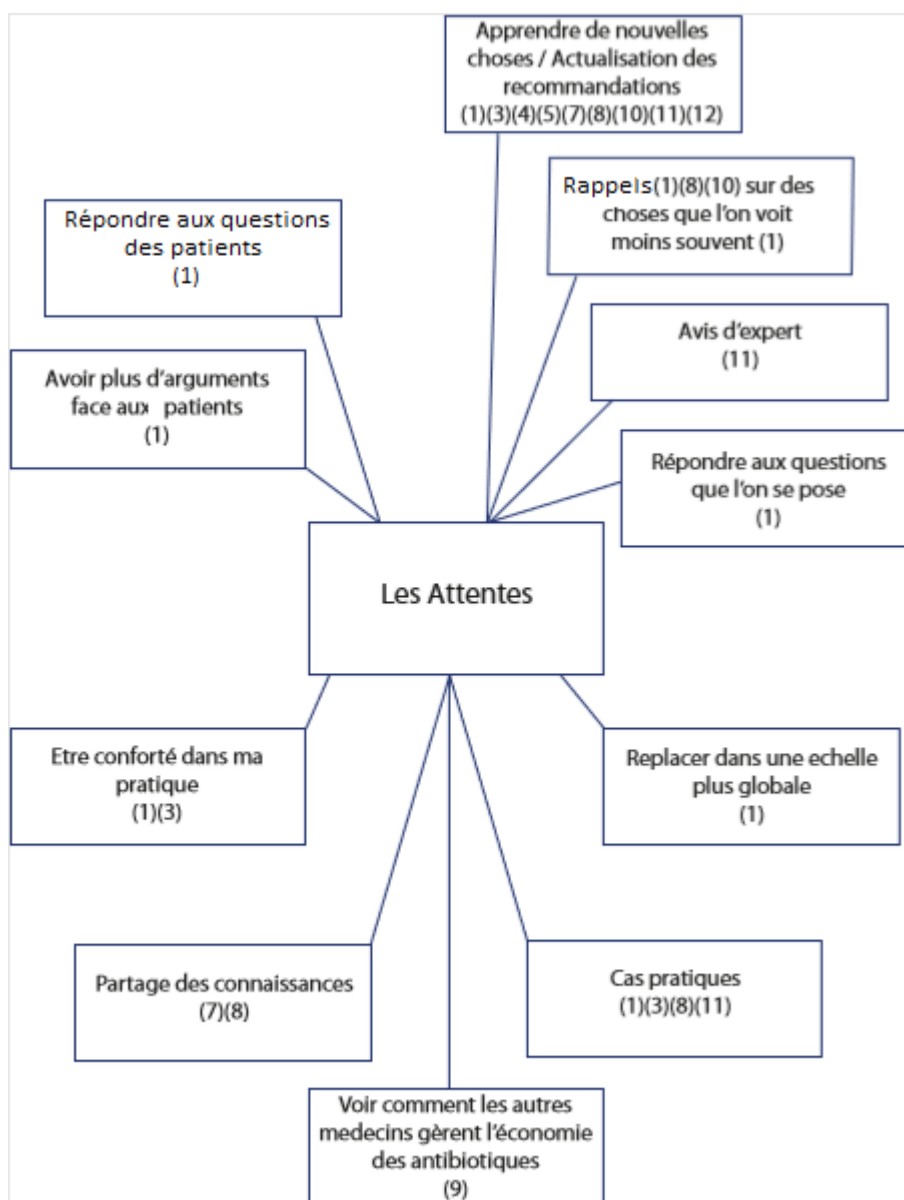 Apprendre de nouvelles
choses / Actualisation des
recommandations
(1)(3)(4)(5)(7)(8)(10)(11)(12)
Rappels(1)(8)(10) sur des
choses que l'on voit
moins souvent (1)
Répondre aux questions
des patients
(1)
Avis d'expert
(11)
Avoir plus d'arguments
face aux patients
(1)
Répondre aux questions
que l'on se pose
(1)
Les Attentes
Etre conforté dans ma
pratique
(1)(3)
Replacer dans une echelle
plus globale
(1)
Partage des connaissances
(7)(8)
Cas pratiques
(1)(3)(8)(11)
Voir comment les autres
medecins gèrent l'économie
des antibiotiques
(9)